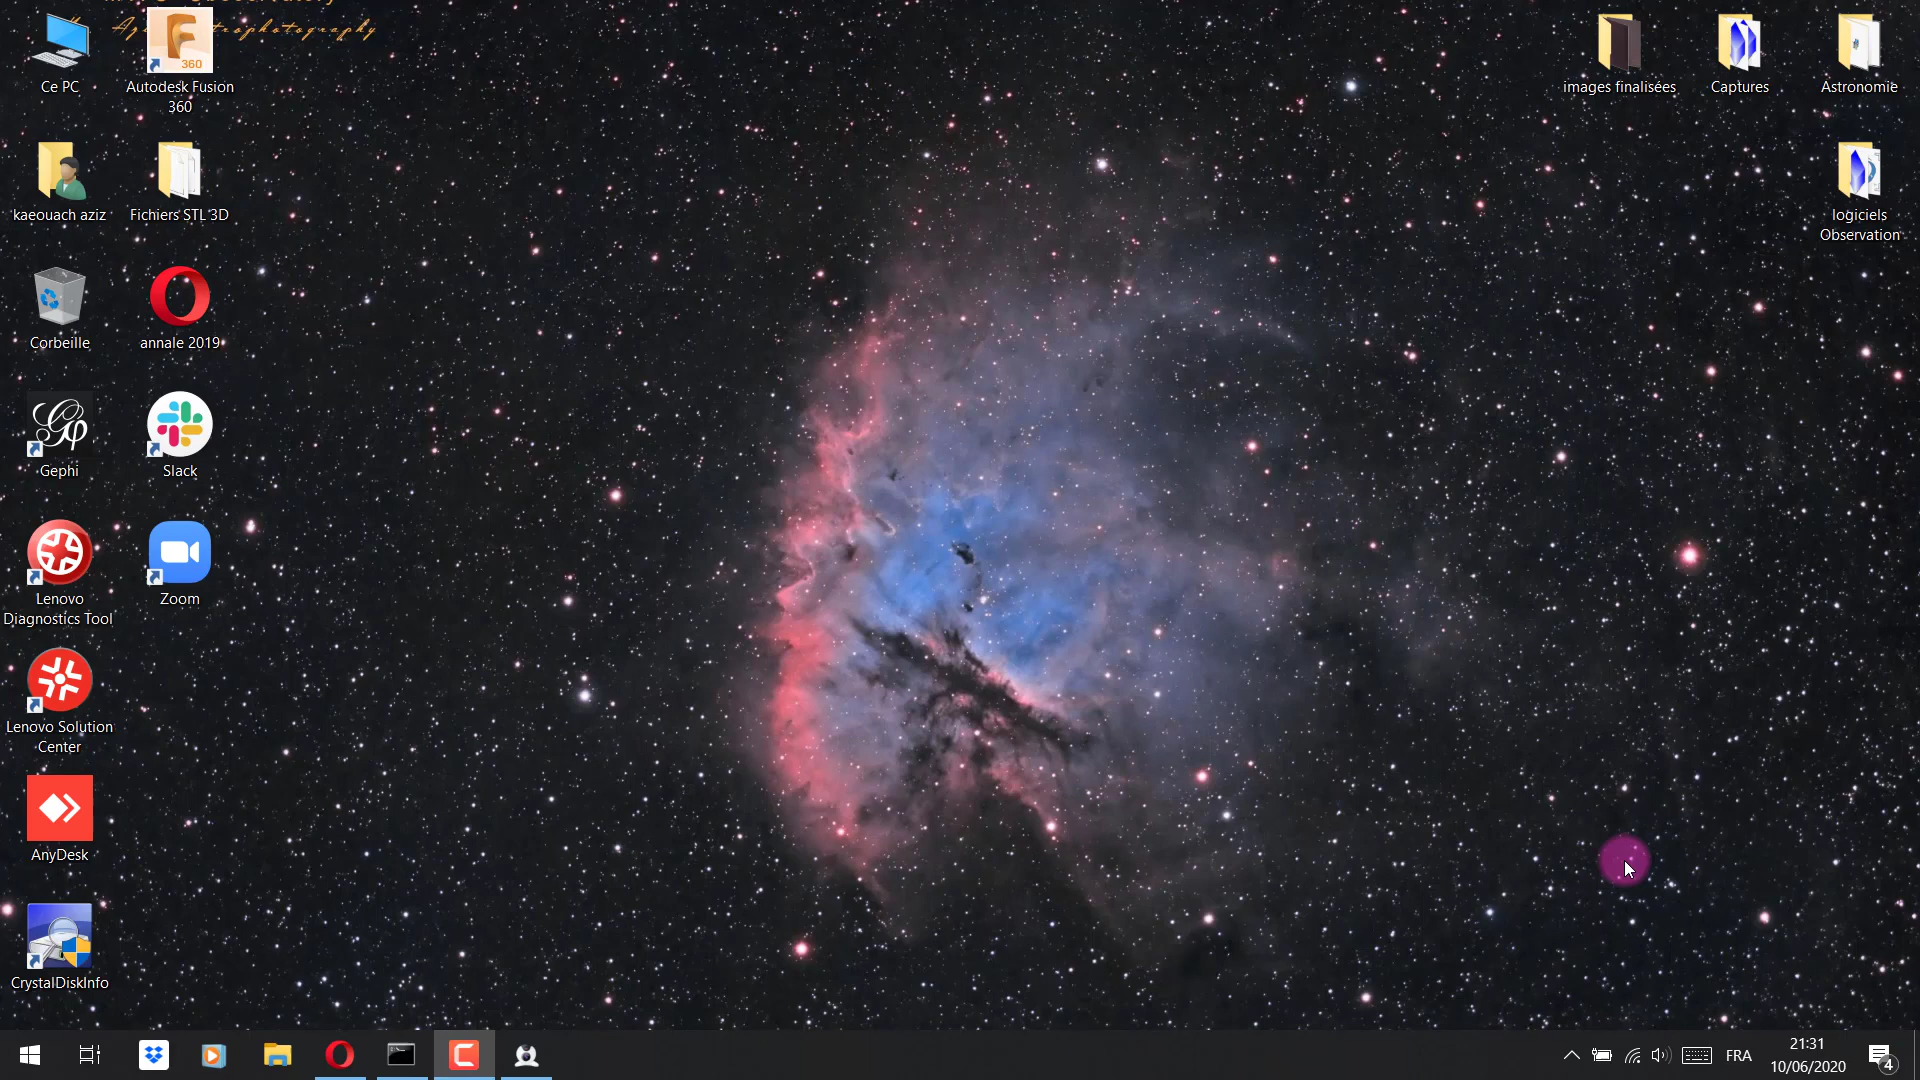 Ce PC
360
Autodesk Fusion
360
images finalisées
Captures
Astronomie
kaeouach aziz
Fichiers STL 3D
logiciels
Observation
Corbeille
annale 2019
Gephi
Slack
Lenovo
Diagnostics Tool
Zoom
Lenovo Solution
Center
AnyDesk
CrystalDiskInfo
FRA
21:31
10/06/2020
4